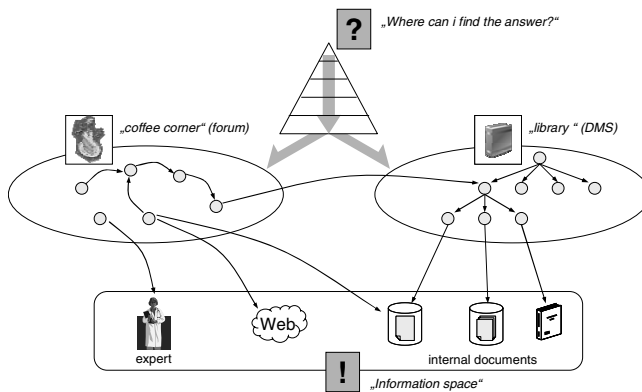 ?
„Where can i find the answer?“
„coffee corner“ (forum)
„library “ (DMS)
Web
expert
internal documents
!
„Information space“